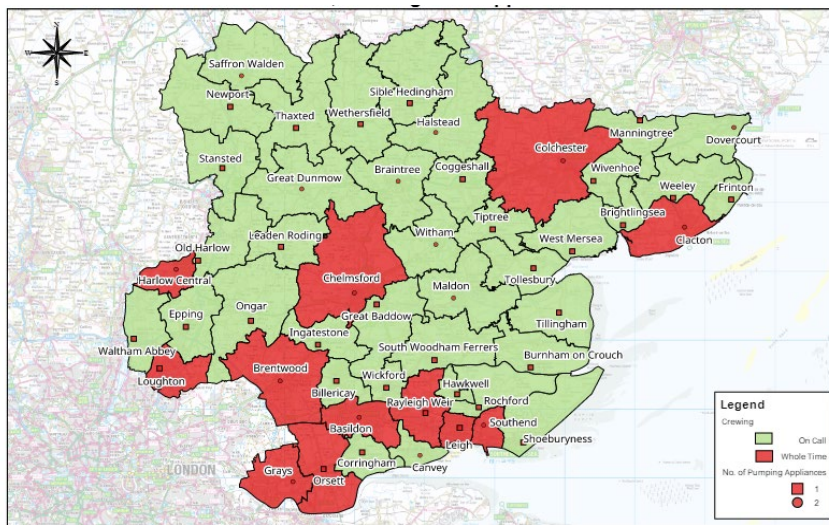 Saffron Walden
Newport
Thaxted
Wethersfield
Sible Hedingham
Halstead
Colchester
Manningtree
Dovercourt
Stansted
Great Dunmow
Braintree
Coggeshall
Wivenhoe
Weeley
Frinton
Brightlingsea
Clacton
Old Harlow
Harlow Central
Leaden Roding
Witham
Tiptree
West Mersea
Tollesbury
Chelmsford
Maldon
Great Baddow
Tillingham
Epping
Ongar
Waltham Abbey
Loughton
Ingatestone
South Woodham Ferrers
Burnham on Crouch
Brentwood
Billericay
Wickford
Hawkwell
Rayleigh Weir
Rochford
Southend
Basildon
Leigh
Shoeburyness
Corringham
Canvey
LONDON
Grays
Orsett
N
W
E
S
Legend
Crewing
On Call
Whole Time
No. of Pumping Appliances
1
2